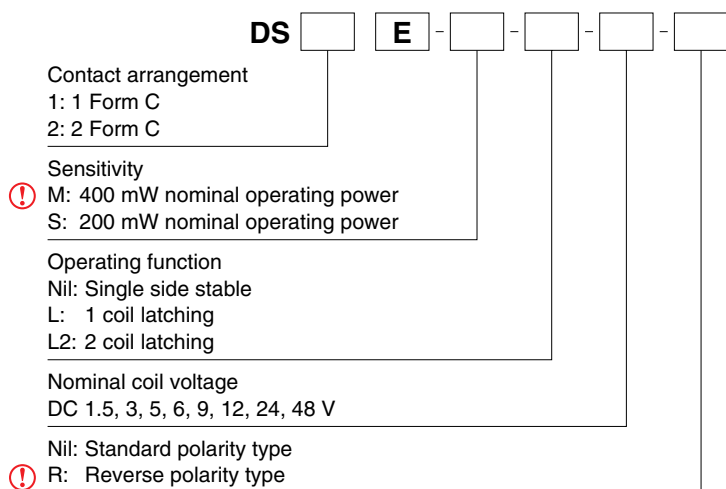 DS E - - - -
Contact arrangement
1: 1 Form C
2: 2 Form C
Sensitivity
M: 400 mW nominal operating power
S: 200 mW nominal operating power
Operating function
Nil: Single side stable
L: 1 coil latching
L2: 2 coil latching
Nominal coil voltage
DC 1.5, 3, 5, 6, 9, 12, 24, 48 V
Nil: Standard polarity type
R: Reverse polarity type